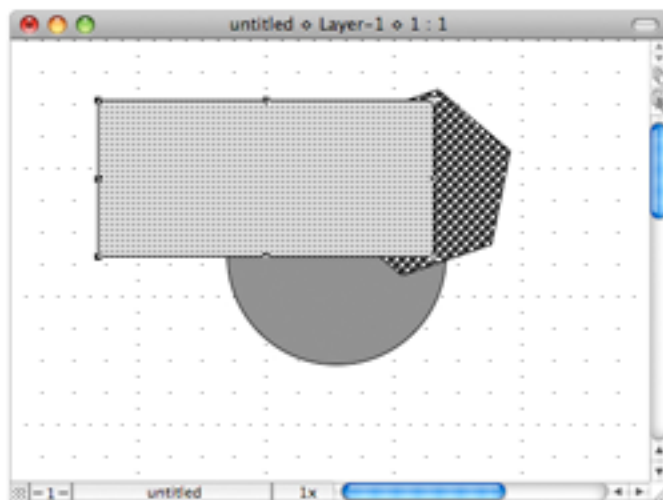 untitled ⋄ Layer-1 ⋄ 1 : 1
-1- untitled 1x